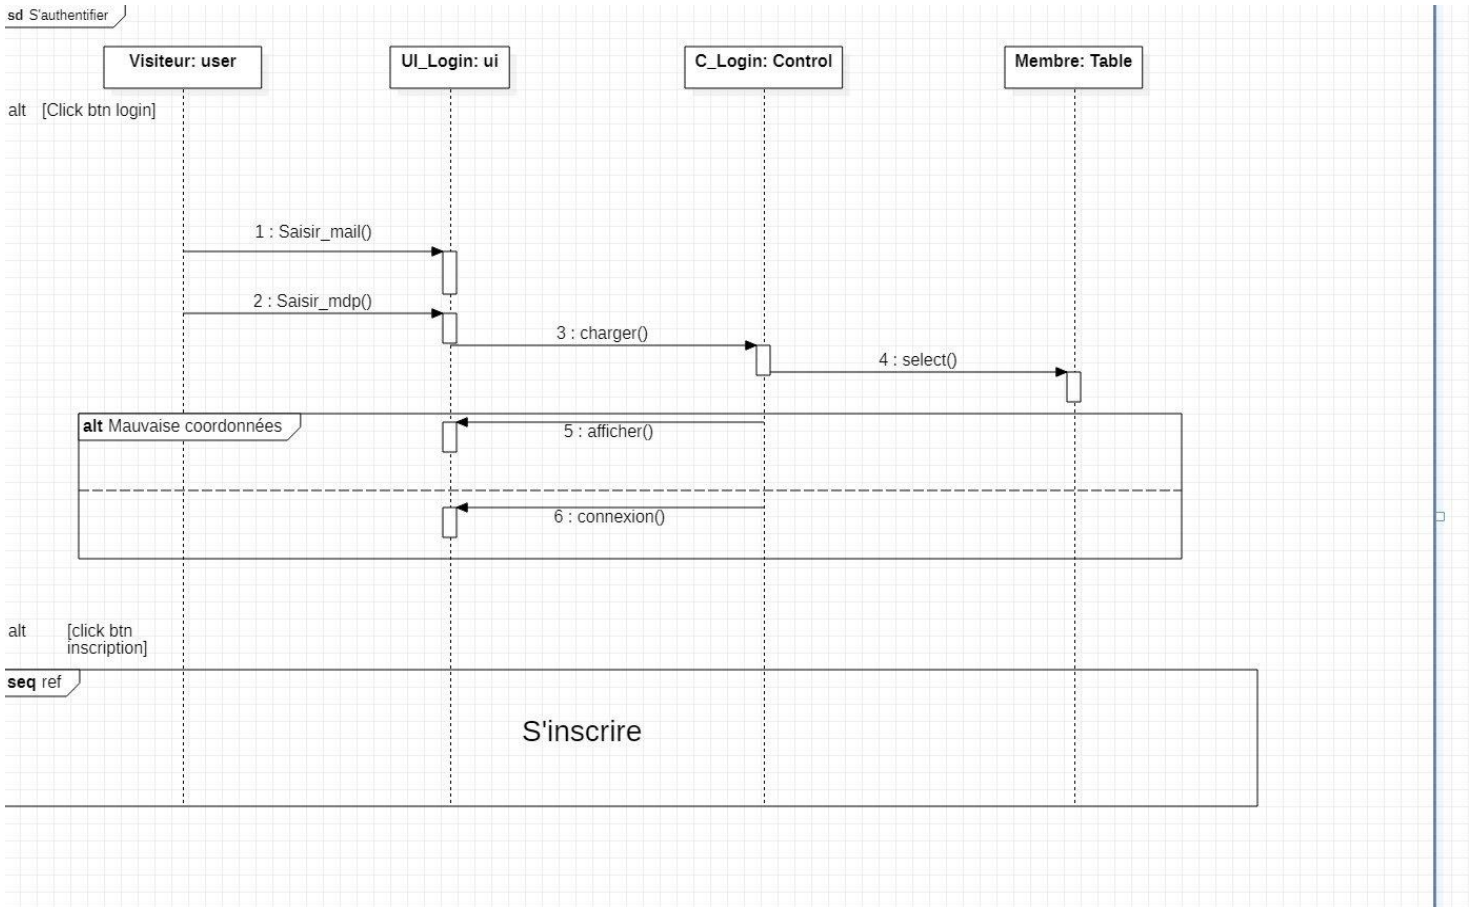 sd S'authentifier
Visiteur: user
UI_Login: ui
C_Login: Control
Membre: Table
alt [Click btn login]
1 : Saisir_mail()
2 : Saisir_mdp()
3 : charger()
4 : select()
alt Mauvaise coordonnées
5 : afficher()
6 : connexion()
alt [click btn
inscription]
seq ref
S'inscrire